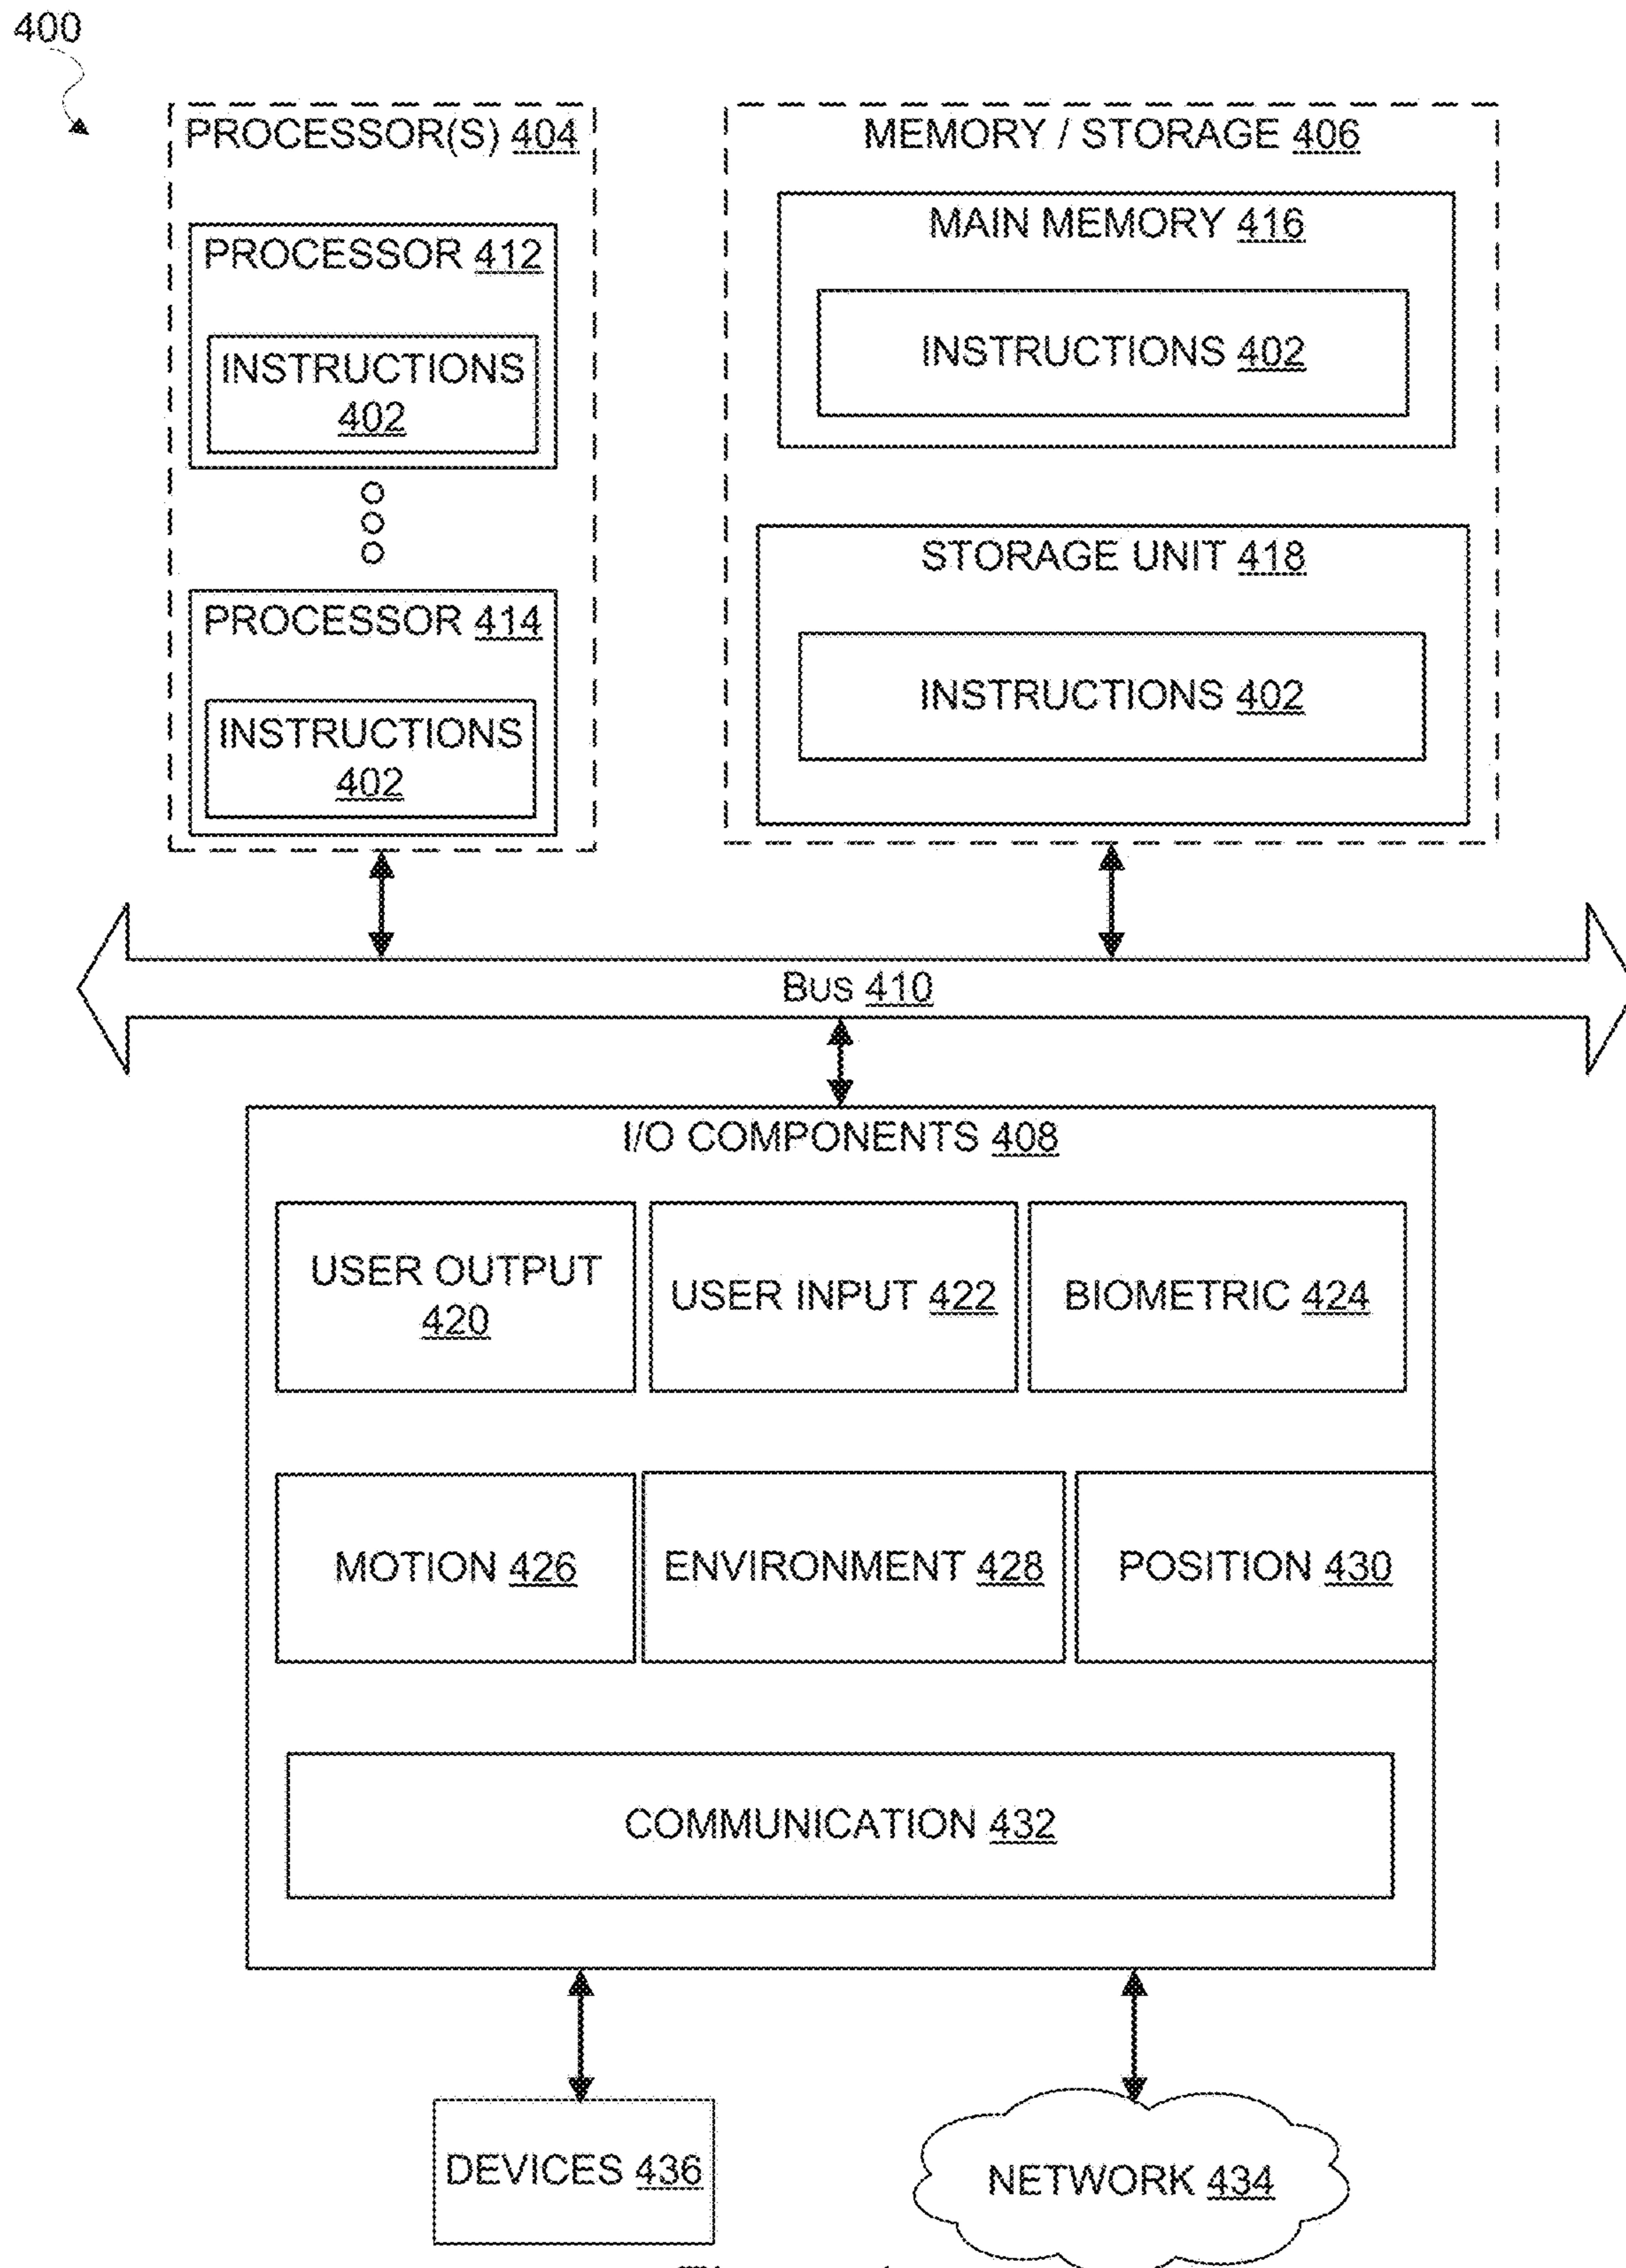 400
PROCESSOR(S) 404
MEMORY / STORAGE 406
PROCESSOR 412
INSTRUCTIONS
402
MAIN MEMORY 416
INSTRUCTIONS 402
PROCESSOR 414
INSTRUCTIONS
402
STORAGE UNIT 418
INSTRUCTIONS 402
BUS 410
I/O COMPONENTS 408
USER OUTPUT
420
USER INPUT 422
BIOMETRIC 424
MOTION 426
ENVIRONMENT 428
POSITION 430
COMMUNICATION 432
DEVICES 436
NETWORK 434